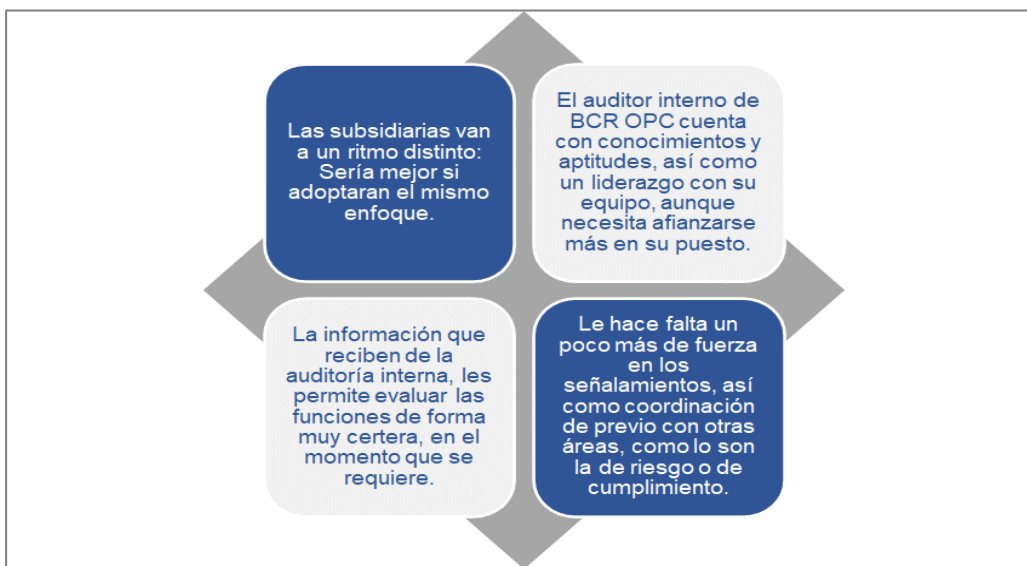 Las subsidiarias van
a un ritmo distinto:
Sería mejor si
adoptaran el mismo
enfoque.
El auditor interno de
BCR OPC cuenta
con conocimientos y
aptitudes, así como
un liderazgo con su
equipo, aunque
necesita afianzarse
más en su puesto.
La información que
reciben de la
auditoría interna, les
permite evaluar las
funciones de forma
muy certera, en el
momento que se
requiere.
Le hace falta un
poco más de fuerza
en los
señalamientos, así
como coordinación
de previo con otras
áreas, como lo son
la de riesgo o de
cumplimiento.